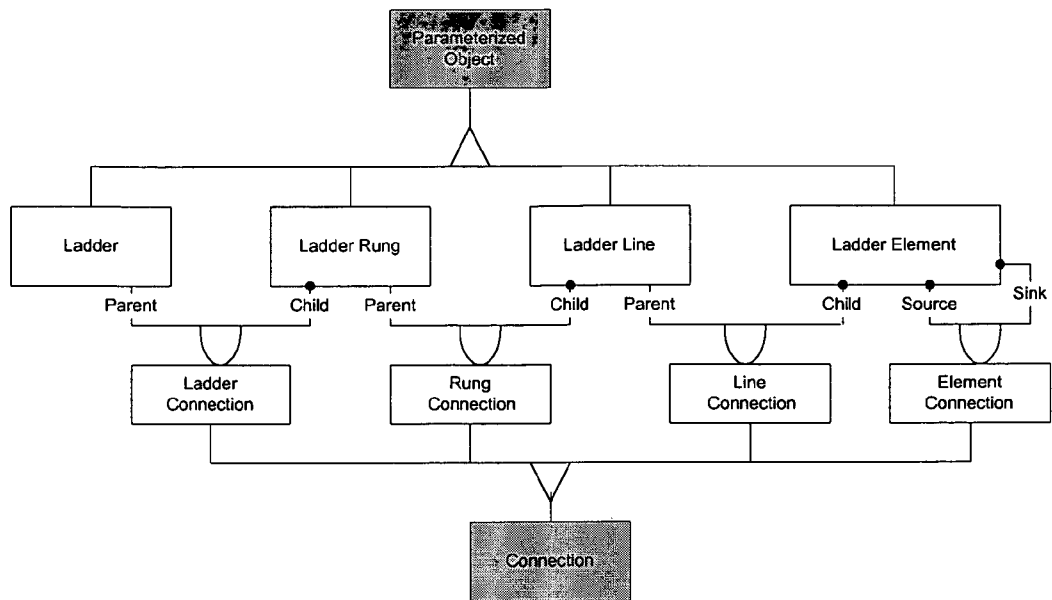 Parameterized
Object
Ladder
Ladder Rung
Ladder Line
Ladder Element
Parent
Child
Parent
Child
Parent
Child
Source
Sink
Ladder
Connection
Rung
Connection
Line
Connection
Element
Connection
Connection